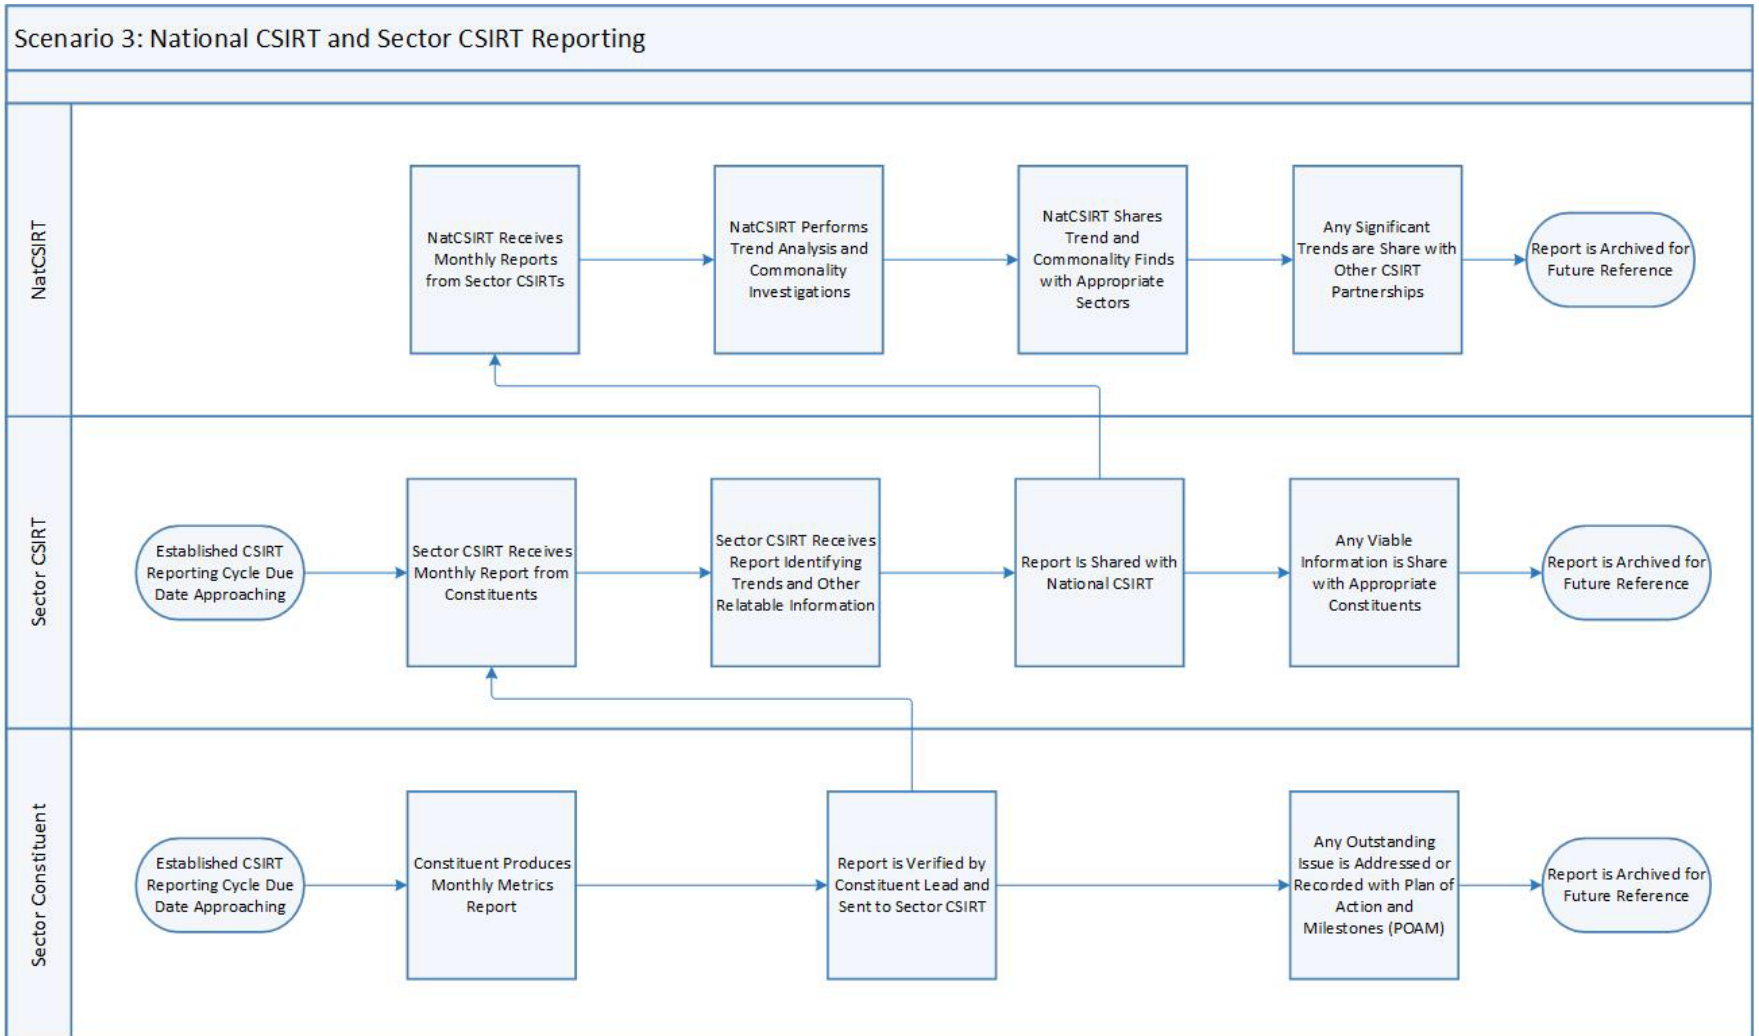 Scenario 3: National CSIRT and Sector CSIRT Reporting
NatCSIRT
NatCSIRT Receives
Monthly Reports
from Sector CSIRTs
NatCSIRT Performs
Trend Analysis and
Commonality
Investigations
NatCSIRT Shares
Trend and
Commonality Finds
with Appropriate
Sectors
Any Significant
Trends are Share with
Other CSIRT
Partnerships
Report is Archived for
Future Reference
Sector CSIRT
Established CSIRT
Reporting Cycle Due
Date Approaching
Sector CSIRT Receives
Monthly Report from
Constituents
Sector CSIRT Receives
Report Identifying
Trends and Other
Relatable Information
Report Is Shared with
National CSIRT
Any Viable
Information is Share
with Appropriate
Constituents
Report is Archived for
Future Reference
Sector Constituent
Established CSIRT
Reporting Cycle Due
Date Approaching
Constituent Produces
Monthly Metrics
Report
Report is Verified by
Constituent Lead and
Sent to Sector CSIRT
Any Outstanding
Issue is Addressed or
Recorded with Plan of
Action and
Milestones (POAM)
Report is Archived for
Future Reference